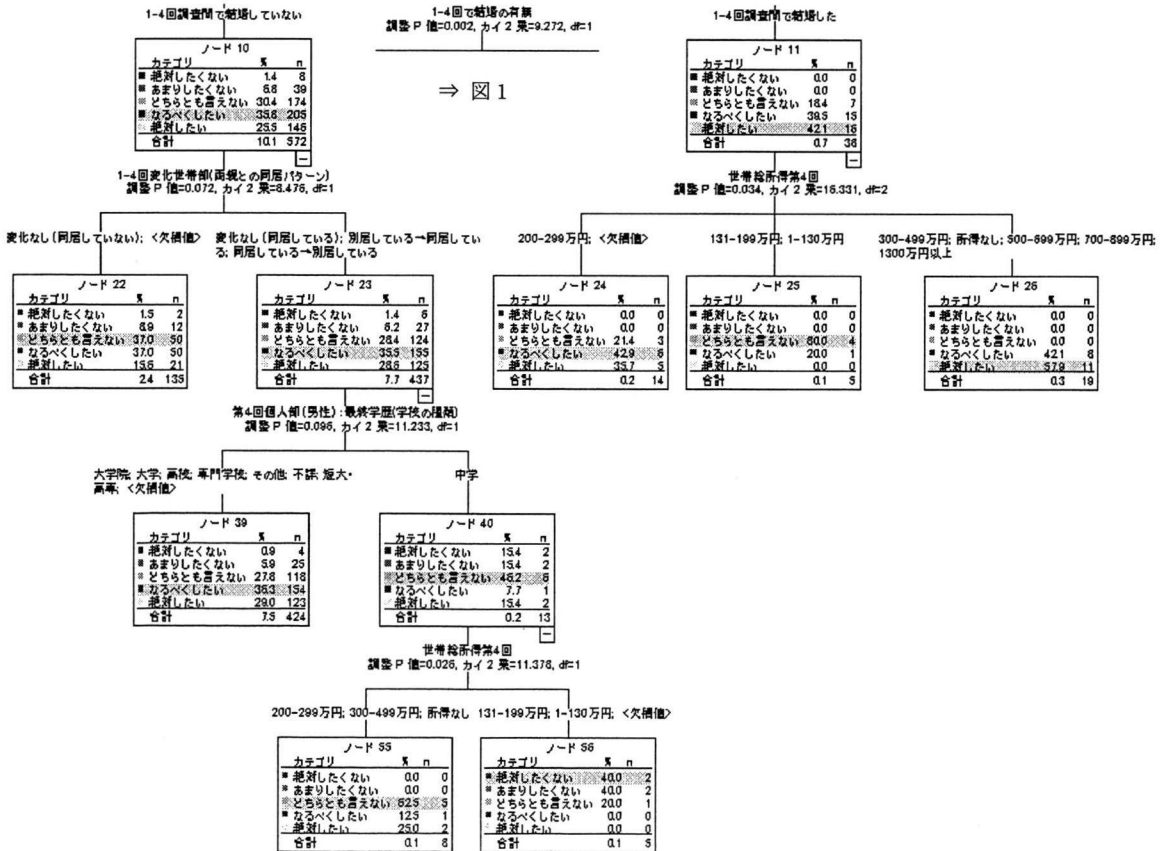 1-4回調査間で結婚していない
1-4回で結婚の有無
調整 P 値=0.002, カイ 2 乗=9.272, df=1
1-4回調査間で結婚した
⇒ 図1
ノード 10
カテゴリ % n
絶対したくない 1.4 8
あまりしたくない 6.8 39
どちらとも言えない 30.4 174
なるべくしたい 35.8 205
絶対したい 25.5 146
合計 10.1 572
ノード 11
カテゴリ % n
絶対したくない 0.0 0
あまりしたくない 0.0 0
どちらとも言えない 18.4 7
なるべくしたい 39.5 15
絶対したい 42.1 16
合計 0.7 38
1-4回変化世帯部(両親との同居パターン)
調整 P 値=0.072, カイ 2 乗=8.476, df=1
世帯総所得第4回
調整 P 値=0.034, カイ 2 乗=16.331, df=2
変化なし(同居していない); <欠損値>
変化なし(同居している); 別居している→同居してい
る; 同居している→別居している
200-299万円; <欠損値>
131-199万円; 1-130万円
300-499万円; 所得なし; 500-699万円; 700-899万円;
1300万円以上
ノード 22
カテゴリ % n
絶対したくない 1.5 2
あまりしたくない 8.9 12
どちらとも言えない 37.0 50
なるべくしたい 37.0 50
絶対したい 15.6 21
合計 2.4 135
ノード 23
カテゴリ % n
絶対したくない 1.4 6
あまりしたくない 6.2 27
どちらとも言えない 28.4 124
なるべくしたい 35.5 155
絶対したい 28.6 125
合計 7.7 437
ノード 24
カテゴリ % n
絶対したくない 0.0 0
あまりしたくない 0.0 0
どちらとも言えない 21.4 3
なるべくしたい 42.9 6
絶対したい 35.7 5
合計 0.2 14
ノード 25
カテゴリ % n
絶対したくない 0.0 0
あまりしたくない 0.0 0
どちらとも言えない 80.0 4
なるべくしたい 20.0 1
絶対したい 0.0 0
合計 0.1 5
ノード 26
カテゴリ % n
絶対したくない 0.0 0
あまりしたくない 0.0 0
どちらとも言えない 0.0 0
なるべくしたい 42.1 8
絶対したい 57.9 11
合計 0.3 19
第4回個人部(男性):最終学歴(学校の種類)
調整 P 値=0.096, カイ 2 乗=11.233, df=1
大学院; 大学; 高校; 専門学校; その他; 不詳; 短大・
高専; <欠損値>
中学
ノード 39
カテゴリ % n
絶対したくない 0.9 4
あまりしたくない 5.9 25
どちらとも言えない 27.8 118
なるべくしたい 36.3 154
絶対したい 29.0 123
合計 7.5 424
ノード 40
カテゴリ % n
絶対したくない 15.4 2
あまりしたくない 15.4 2
どちらとも言えない 46.2 6
なるべくしたい 7.7 1
絶対したい 15.4 2
合計 0.2 13
世帯総所得第4回
調整 P 値=0.026, カイ 2 乗=11.378, df=1
200-299万円; 300-499万円; 所得なし
131-199万円; 1-130万円; <欠損値>
ノード 55
カテゴリ % n
絶対したくない 0.0 0
あまりしたくない 0.0 0
どちらとも言えない 62.5 5
なるべくしたい 12.5 1
絶対したい 25.0 2
合計 0.1 8
ノード 56
カテゴリ % n
絶対したくない 40.0 2
あまりしたくない 40.0 2
どちらとも言えない 20.0 1
なるべくしたい 0.0 0
絶対したい 0.0 0
合計 0.1 5